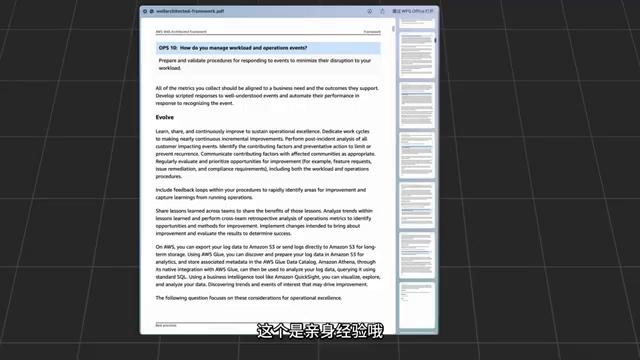 wellarchitected-framework.pdf
通过WPS Office 打开
AWS Well-Architected Framework
Framework
OPS 10: How do you manage workload and operations events?
Prepare and validate procedures for responding to events to minimize their disruption to your
workload.
All of the metrics you collect should be aligned to a business need and the outcomes they support.
Develop scripted responses to well-understood events and automate their performance in
response to recognizing the event.
Evolve
Learn, share, and continuously improve to sustain operational excellence. Dedicate work cycles
to making nearly continuous incremental improvements. Perform post-incident analysis of all
customer impacting events. Identify the contributing factors and preventative action to limit or
prevent recurrence. Communicate contributing factors with affected communities as appropriate.
Regularly evaluate and prioritize opportunities for improvement (for example, feature requests,
issue remediation, and compliance requirements), including both the workload and operations
procedures.
Include feedback loops within your procedures to rapidly identify areas for improvement and
capture learnings from running operations.
Share lessons learned across teams to share the benefits of those lessons. Analyze trends within
lessons learned and perform cross-team retrospective analysis of operations metrics to identify
opportunities and methods for improvement. Implement changes intended to bring about
improvement and evaluate the results to determine success.
On AWS, you can export your log data to Amazon S3 or send logs directly to Amazon S3 for long-
term storage. Using AWS Glue, you can discover and prepare your log data in Amazon S3 for
analytics, and store associated metadata in the AWS Glue Data Catalog. Amazon Athena, through
its native integration with AWS Glue, can then be used to analyze your log data, querying it using
standard SQL. Using a business intelligence tool like Amazon QuickSight, you can visualize, explore,
and analyze your data. Discovering trends and events of interest that may drive improvement.
The following question focuses on these considerations for operational excellence.
Best practices
这个是亲身经验哦